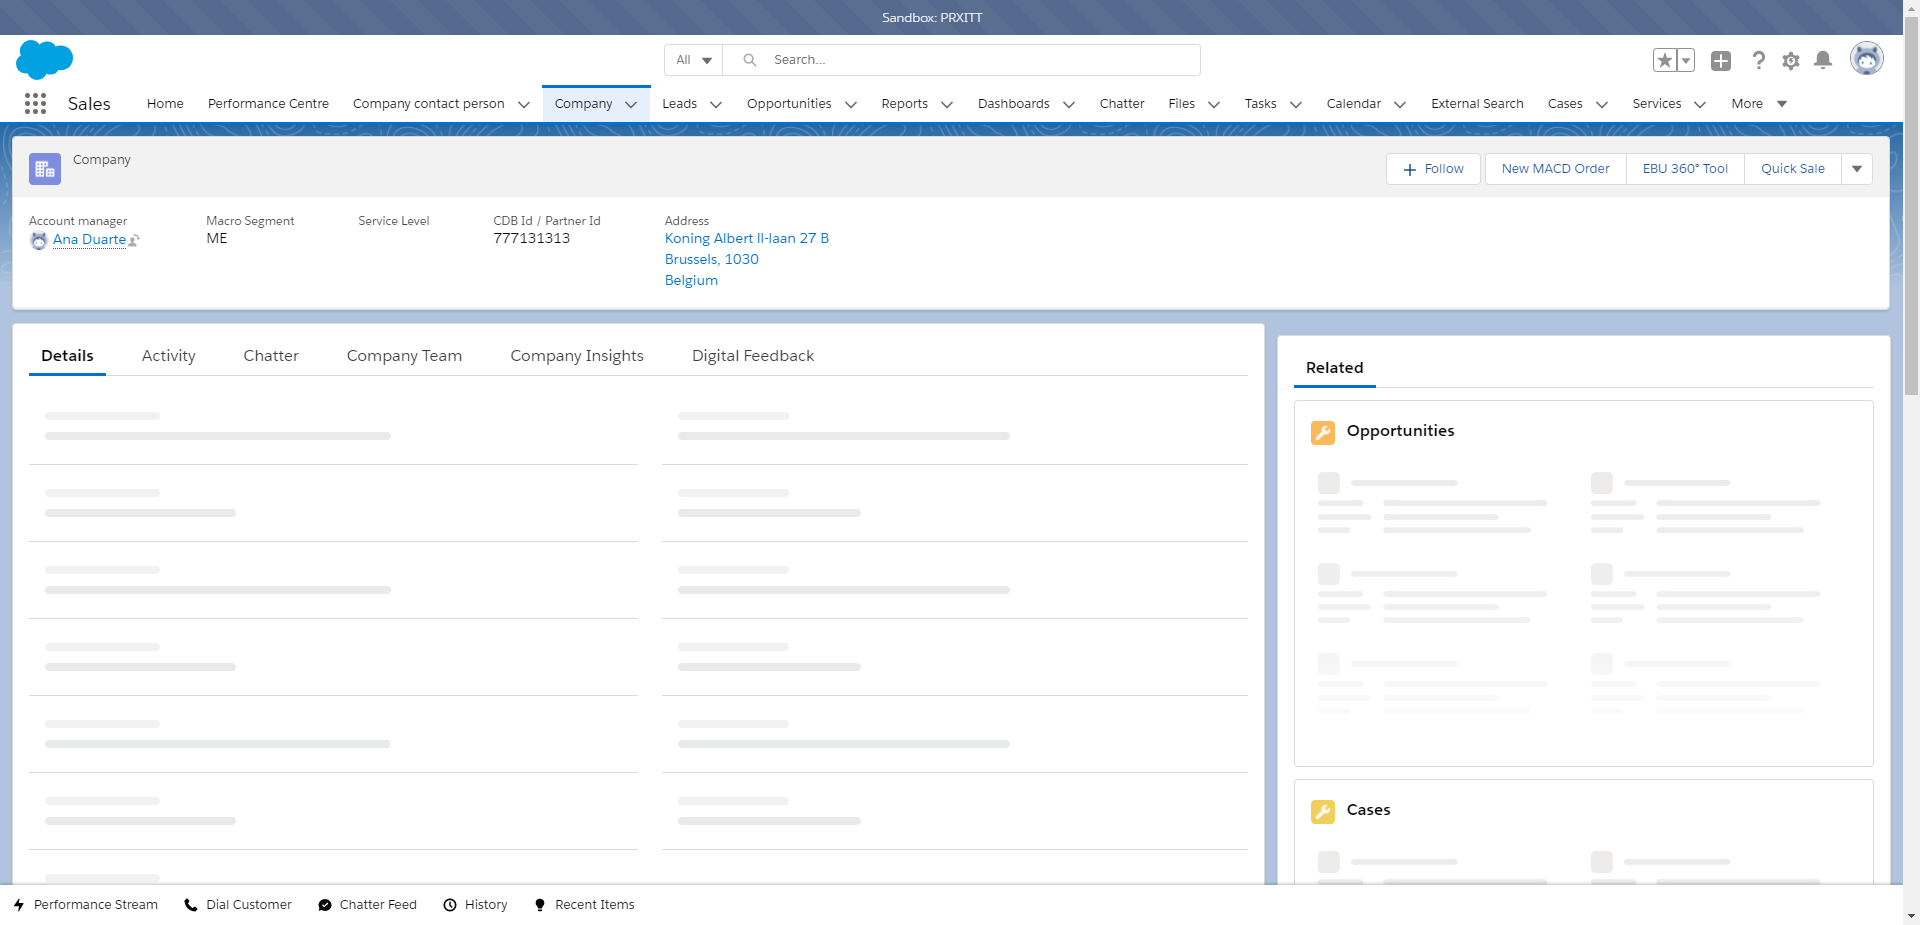 Sandbox: PRXITT
All
Search...
Sales
Home
Performance Centre
Company contact person
Company
Leads
Opportunities
Reports
Dashboards
Chatter
Files
Tasks
Calendar
External Search
Cases
Services
More
Company
Follow
New MACD Order
EBU 360° Tool
Quick Sale
Account manager
Ana Duarte
Macro Segment
ME
Service Level
CDB Id / Partner Id
777131313
Address
Koning Albert II-laan 27 B
Brussels, 1030
Belgium
Details
Activity
Chatter
Company Team
Company Insights
Digital Feedback
Related
Opportunities
Cases
Performance Stream
Dial Customer
Chatter Feed
History
Recent Items